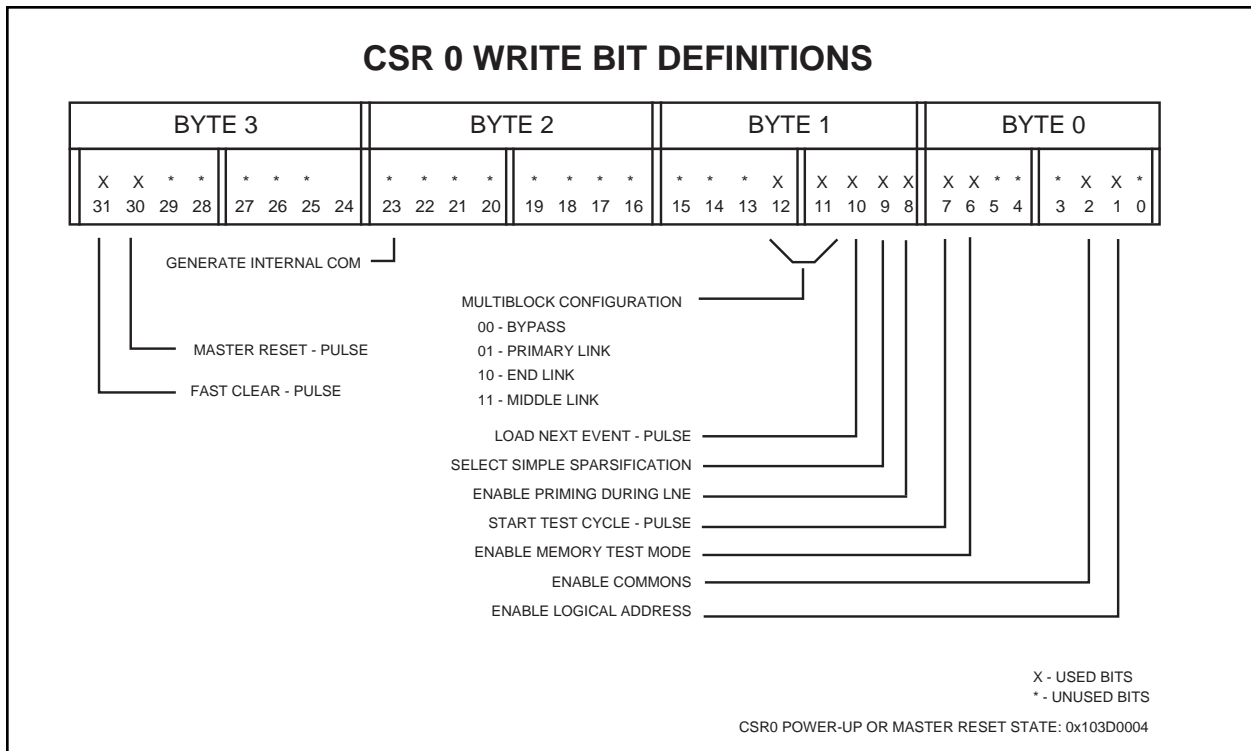 CSR 0 WRITE BIT DEFINITIONS
BYTE 3 BYTE 2 BYTE 1 BYTE 0
X X * * * * * * * * * * * * * * * * X X X X X X X * * * X X *
31 30 29 28 27 26 25 24 23 22 21 20 19 18 17 16 15 14 13 12 11 10 9 8 7 6 5 4 3 2 1 0
GENERATE INTERNAL COM
MULTIBLOCK CONFIGURATION
00 - BYPASS
01 - PRIMARY LINK
10 - END LINK
11 - MIDDLE LINK
MASTER RESET - PULSE
FAST CLEAR - PULSE
LOAD NEXT EVENT - PULSE
SELECT SIMPLE SPARSIFICATION
ENABLE PRIMING DURING LNE
START TEST CYCLE - PULSE
ENABLE MEMORY TEST MODE
ENABLE COMMONS
ENABLE LOGICAL ADDRESS
X - USED BITS
* - UNUSED BITS
CSR0 POWER-UP OR MASTER RESET STATE: 0x103D0004